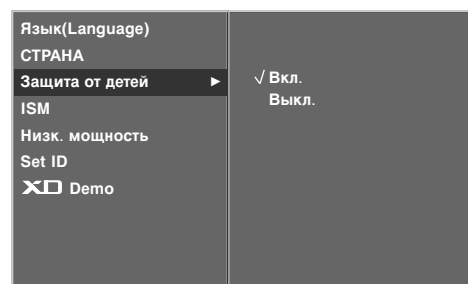 Язык(Language)
СТРАНА
Защита от детей ►
√ Вкл.
Выкл.
ISM
Низк. мощность
Set ID
XD Demo